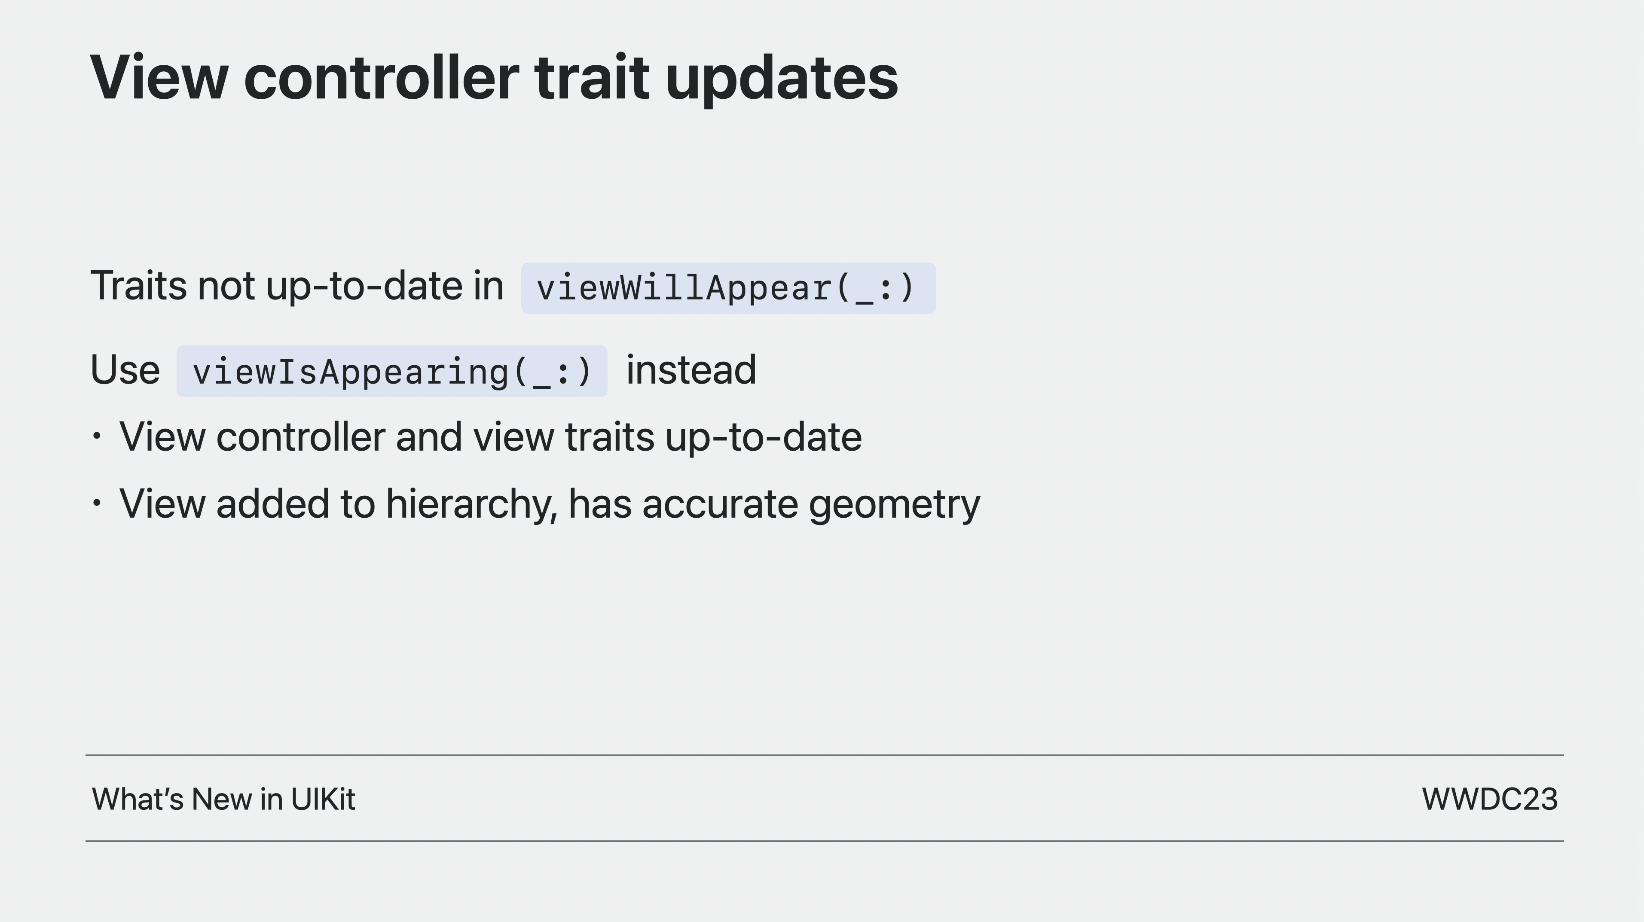 View controller trait updates
Traits not up-to-date in viewWillAppear(_:)
Use viewIsAppearing(_:) instead
• View controller and view traits up-to-date
• View added to hierarchy, has accurate geometry
What’s New in UIKit
WWDC23